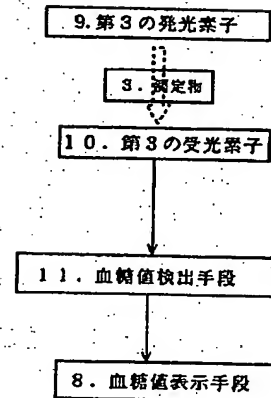 9.第3の発光素子
3.測定物
10.第3の受光素子
11.血糖値検出手段
8.血糖値表示手段